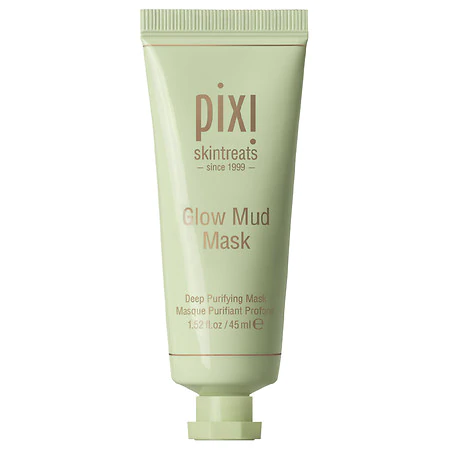 pixi
skintreats
– since 1999 –
Glow Mud
Mask
Deep Purifying Mask
Masque Purifiant Profond
1.52 fl.oz / 45 ml ℮